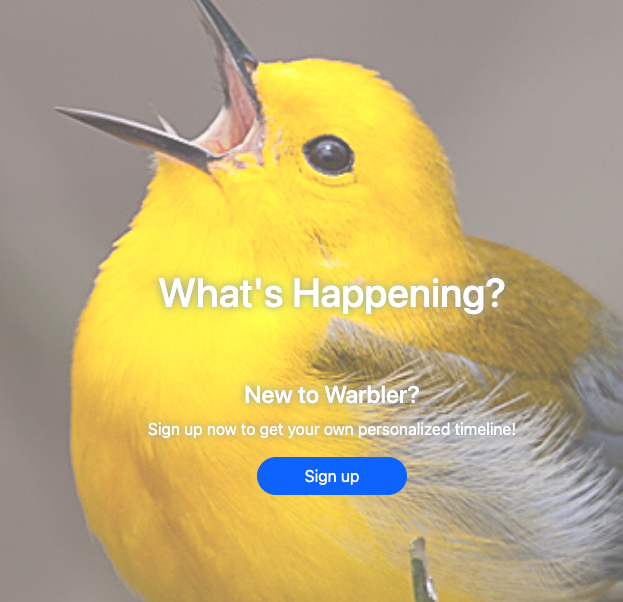 What's Happening?
New to Warbler?
Sign up now to get your own personalized timeline!
Sign up